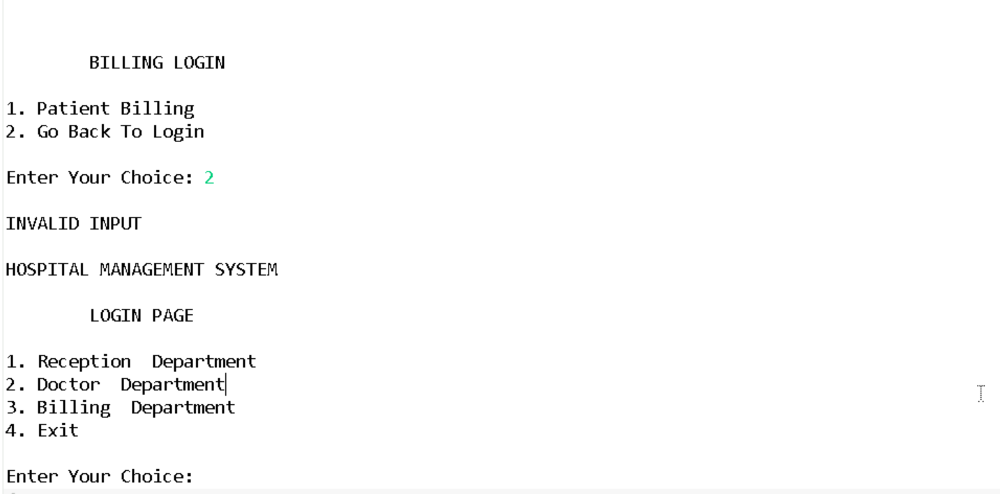 BILLING LOGIN
1. Patient Billing
2. Go Back To Login
Enter Your Choice: 2
INVALID INPUT
HOSPITAL MANAGEMENT SYSTEM
LOGIN PAGE
1. Reception  Department
2. Doctor  Department
3. Billing  Department
4. Exit
Enter Your Choice: